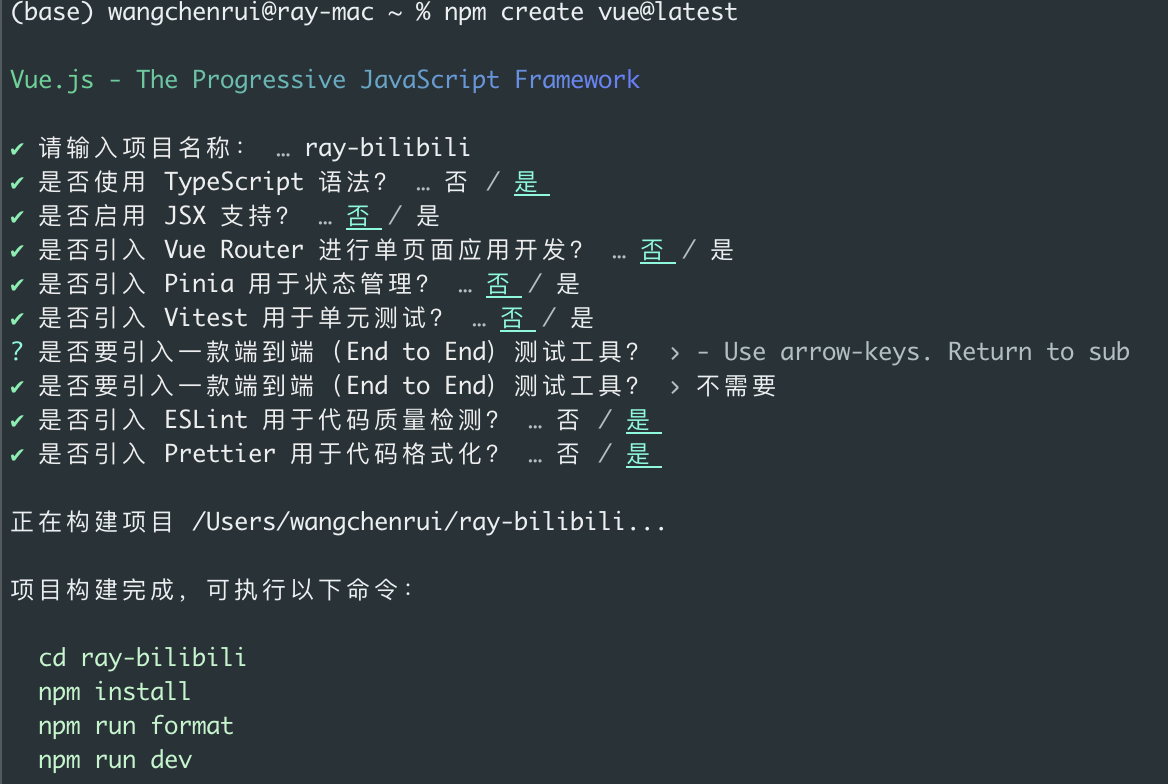 (base) wangchenrui@ray-mac ~ % npm create vue@latest
Vue.js - The Progressive JavaScript Framework
✔ 请输入项目名称： … ray-bilibili
✔ 是否使用 TypeScript 语法？ … 否 / 是
✔ 是否启用 JSX 支持？ … 否 / 是
✔ 是否引入 Vue Router 进行单页面应用开发？ … 否 / 是
✔ 是否引入 Pinia 用于状态管理？ … 否 / 是
✔ 是否引入 Vitest 用于单元测试？ … 否 / 是
? 是否要引入一款端到端（End to End）测试工具？ › - Use arrow-keys. Return to sub
✔ 是否要引入一款端到端（End to End）测试工具？ › 不需要
✔ 是否引入 ESLint 用于代码质量检测？ … 否 / 是
✔ 是否引入 Prettier 用于代码格式化？ … 否 / 是
正在构建项目 /Users/wangchenrui/ray-bilibili...
项目构建完成，可执行以下命令：
cd ray-bilibili
npm install
npm run format
npm run dev